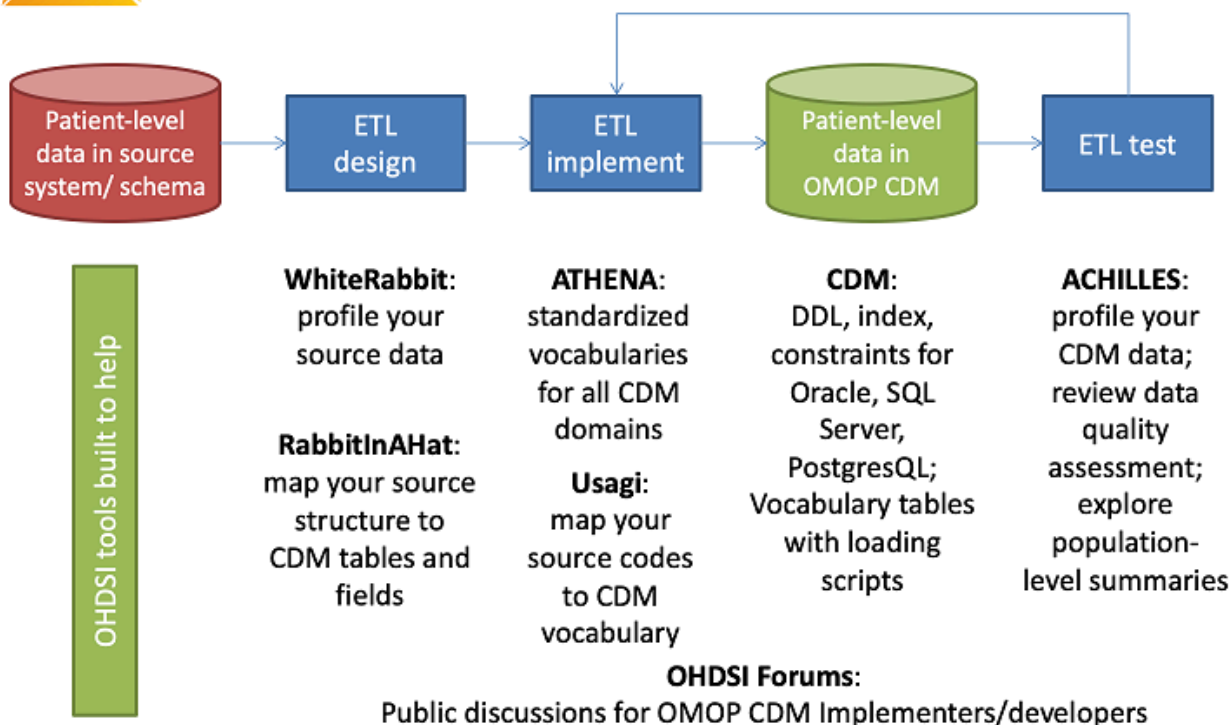 Patient-level
data in source
system/ schema
ETL
design
ETL
implement
Patient-level
data in
OMOP CDM
ETL test
OHDSI tools built to help
WhiteRabbit:
profile your
source data
RabbitInAHat:
map your source
structure to
CDM tables and
fields
ATHENA:
standardized
vocabularies
for all CDM
domains
Usagi:
map your
source codes
to CDM
vocabulary
CDM:
DDL, index,
constraints for
Oracle, SQL
Server,
PostgresQL;
Vocabulary tables
with loading
scripts
ACHILLES:
profile your
CDM data;
review data
quality
assessment;
explore
population-
level summaries
OHDSI Forums:
Public discussions for OMOP CDM Implementers/developers